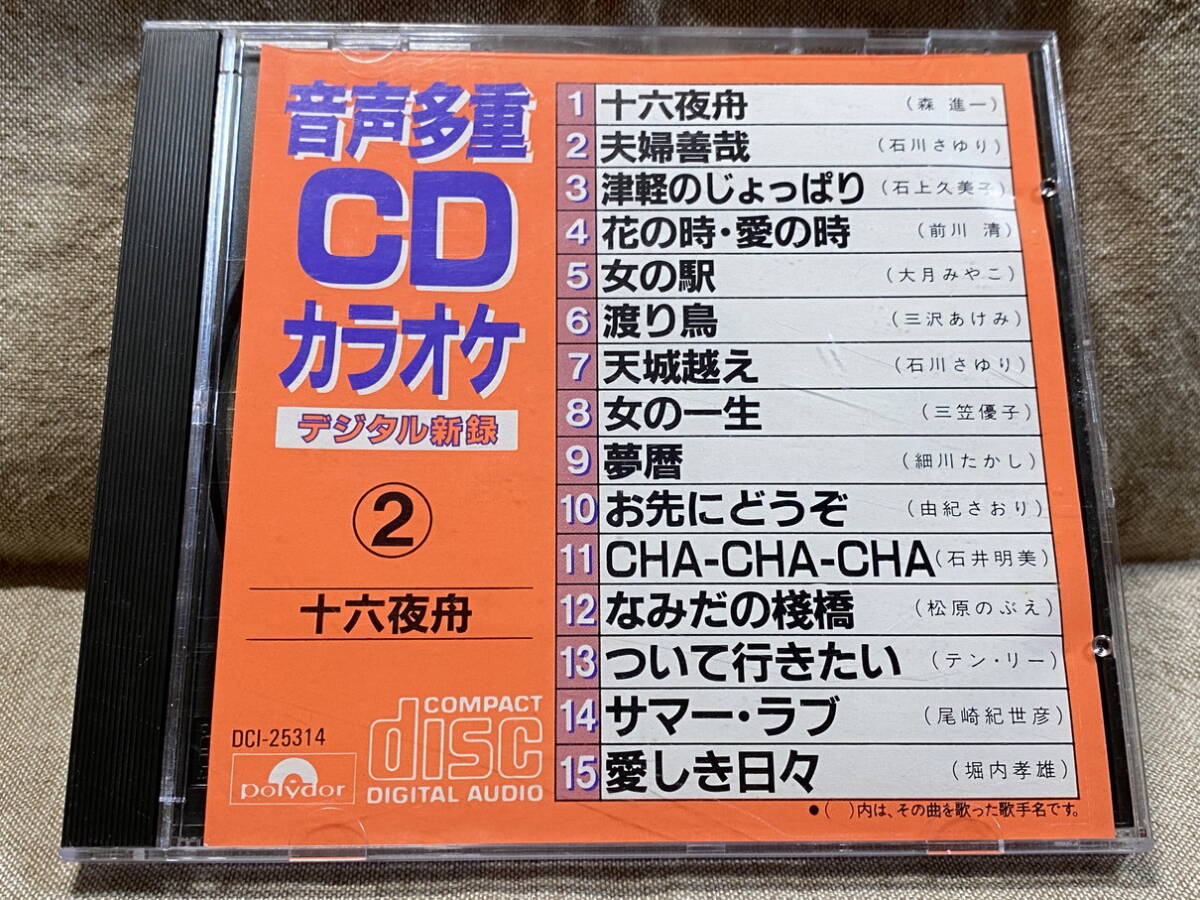 音声多重
CD
カラオケ
デジタル新録
②
十六夜舟
DCI-25314
polydor
COMPACT
disc
DIGITAL AUDIO
1 十六夜舟 (森 進一)
2 夫婦善哉 (石川さゆり)
3 津軽のじょっぱり (石上久美子)
4 花の時・愛の時 (前川 清)
5 女の駅 (大月みやこ)
6 渡り鳥 (三沢あけみ)
7 天城越え (石川さゆり)
8 女の一生 (三笠優子)
9 夢暦 (細川たかし)
10 お先にどうぞ (由紀さおり)
11 CHA-CHA-CHA (石井明美)
12 なみだの棧橋 (松原のぶえ)
13 ついて行きたい (テン・リー)
14 サマー・ラブ (尾崎紀世彦)
15 愛しき日々 (堀内孝雄)
●( )内は、その曲を歌った歌手名です。